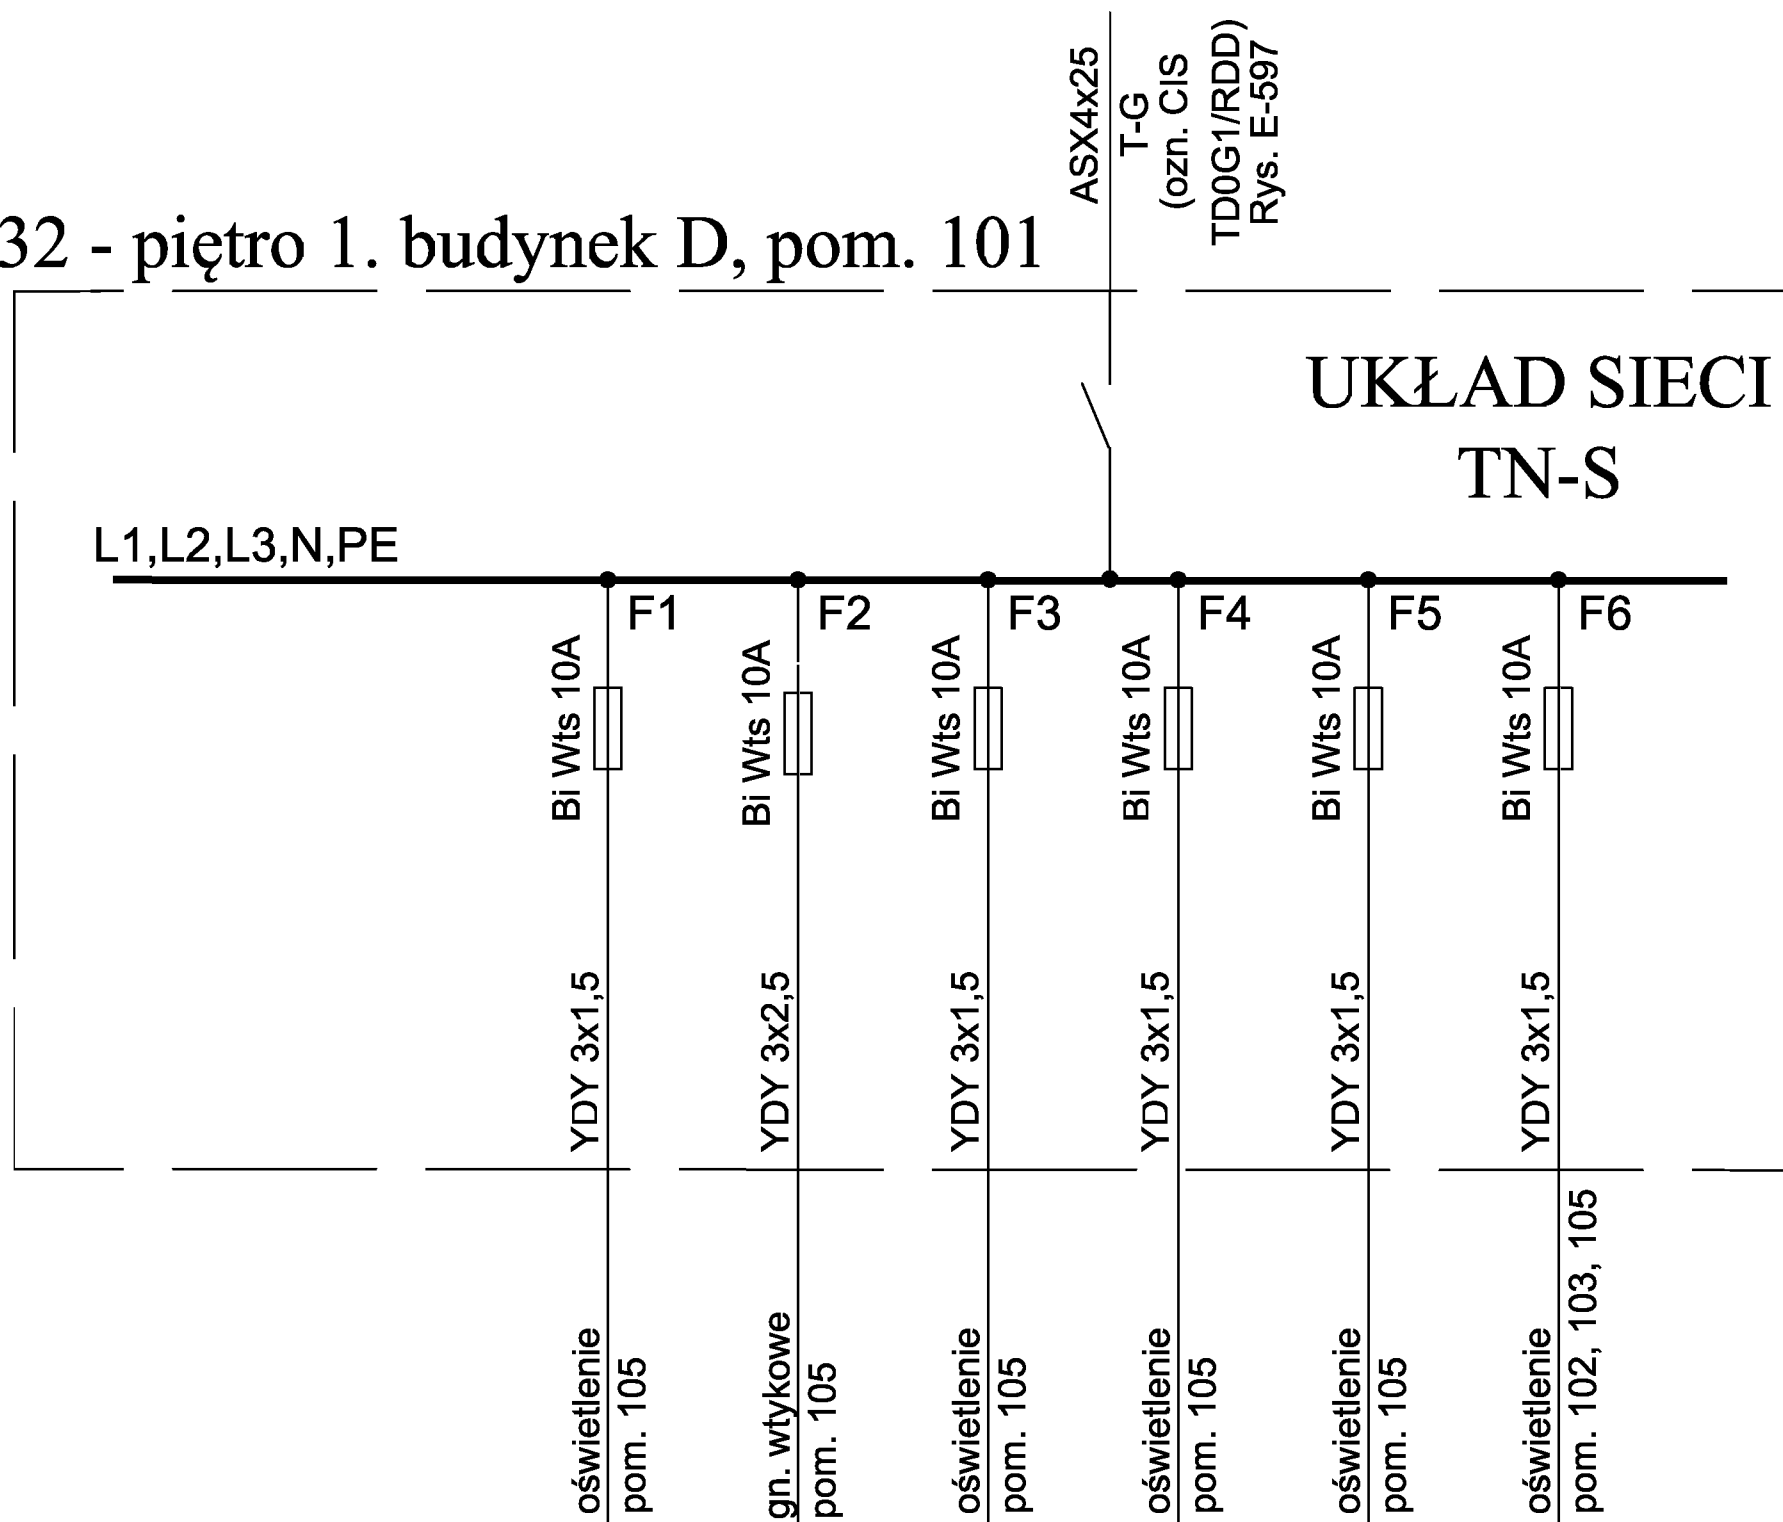 ASX4x25
T-G
(ozn. CIS
TD0G1/RDD)
Rys. E-597
32 - piętro 1. budynek D, pom. 101
UKŁAD SIECI
TN-S
L1,L2,L3,N,PE
F1
F2
F3
F4
F5
F6
Bi Wts 10A
Bi Wts 10A
Bi Wts 10A
Bi Wts 10A
Bi Wts 10A
Bi Wts 10A
YDY 3x1,5
YDY 3x2,5
YDY 3x1,5
YDY 3x1,5
YDY 3x1,5
YDY 3x1,5
oświetlenie
pom. 105
gn. wtykowe
pom. 105
oświetlenie
pom. 105
oświetlenie
pom. 105
oświetlenie
pom. 105
oświetlenie
pom. 102, 103, 105